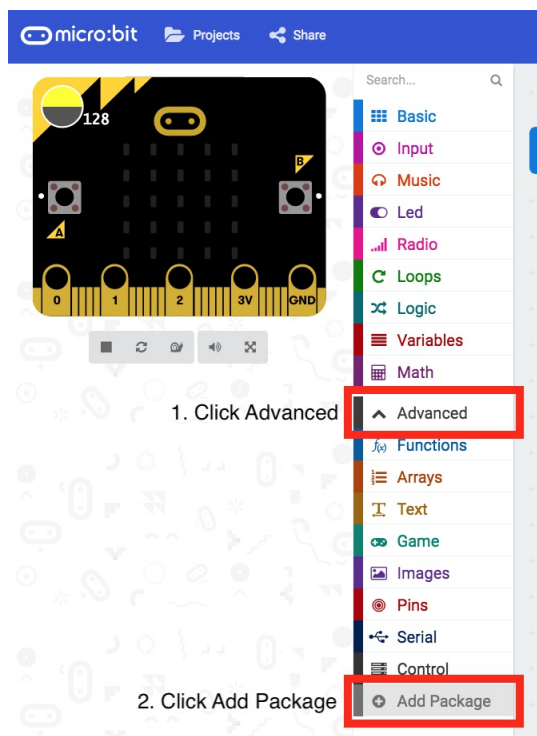 micro:bit Projects Share
Search...
128
Basic
Input
B
Music
Led
A
Radio
Loops
0 1 2 3V GND
Logic
Variables
Math
1. Click Advanced
Advanced
f(x) Functions
Arrays
Text
Game
Images
Pins
Serial
Control
2. Click Add Package
Add Package